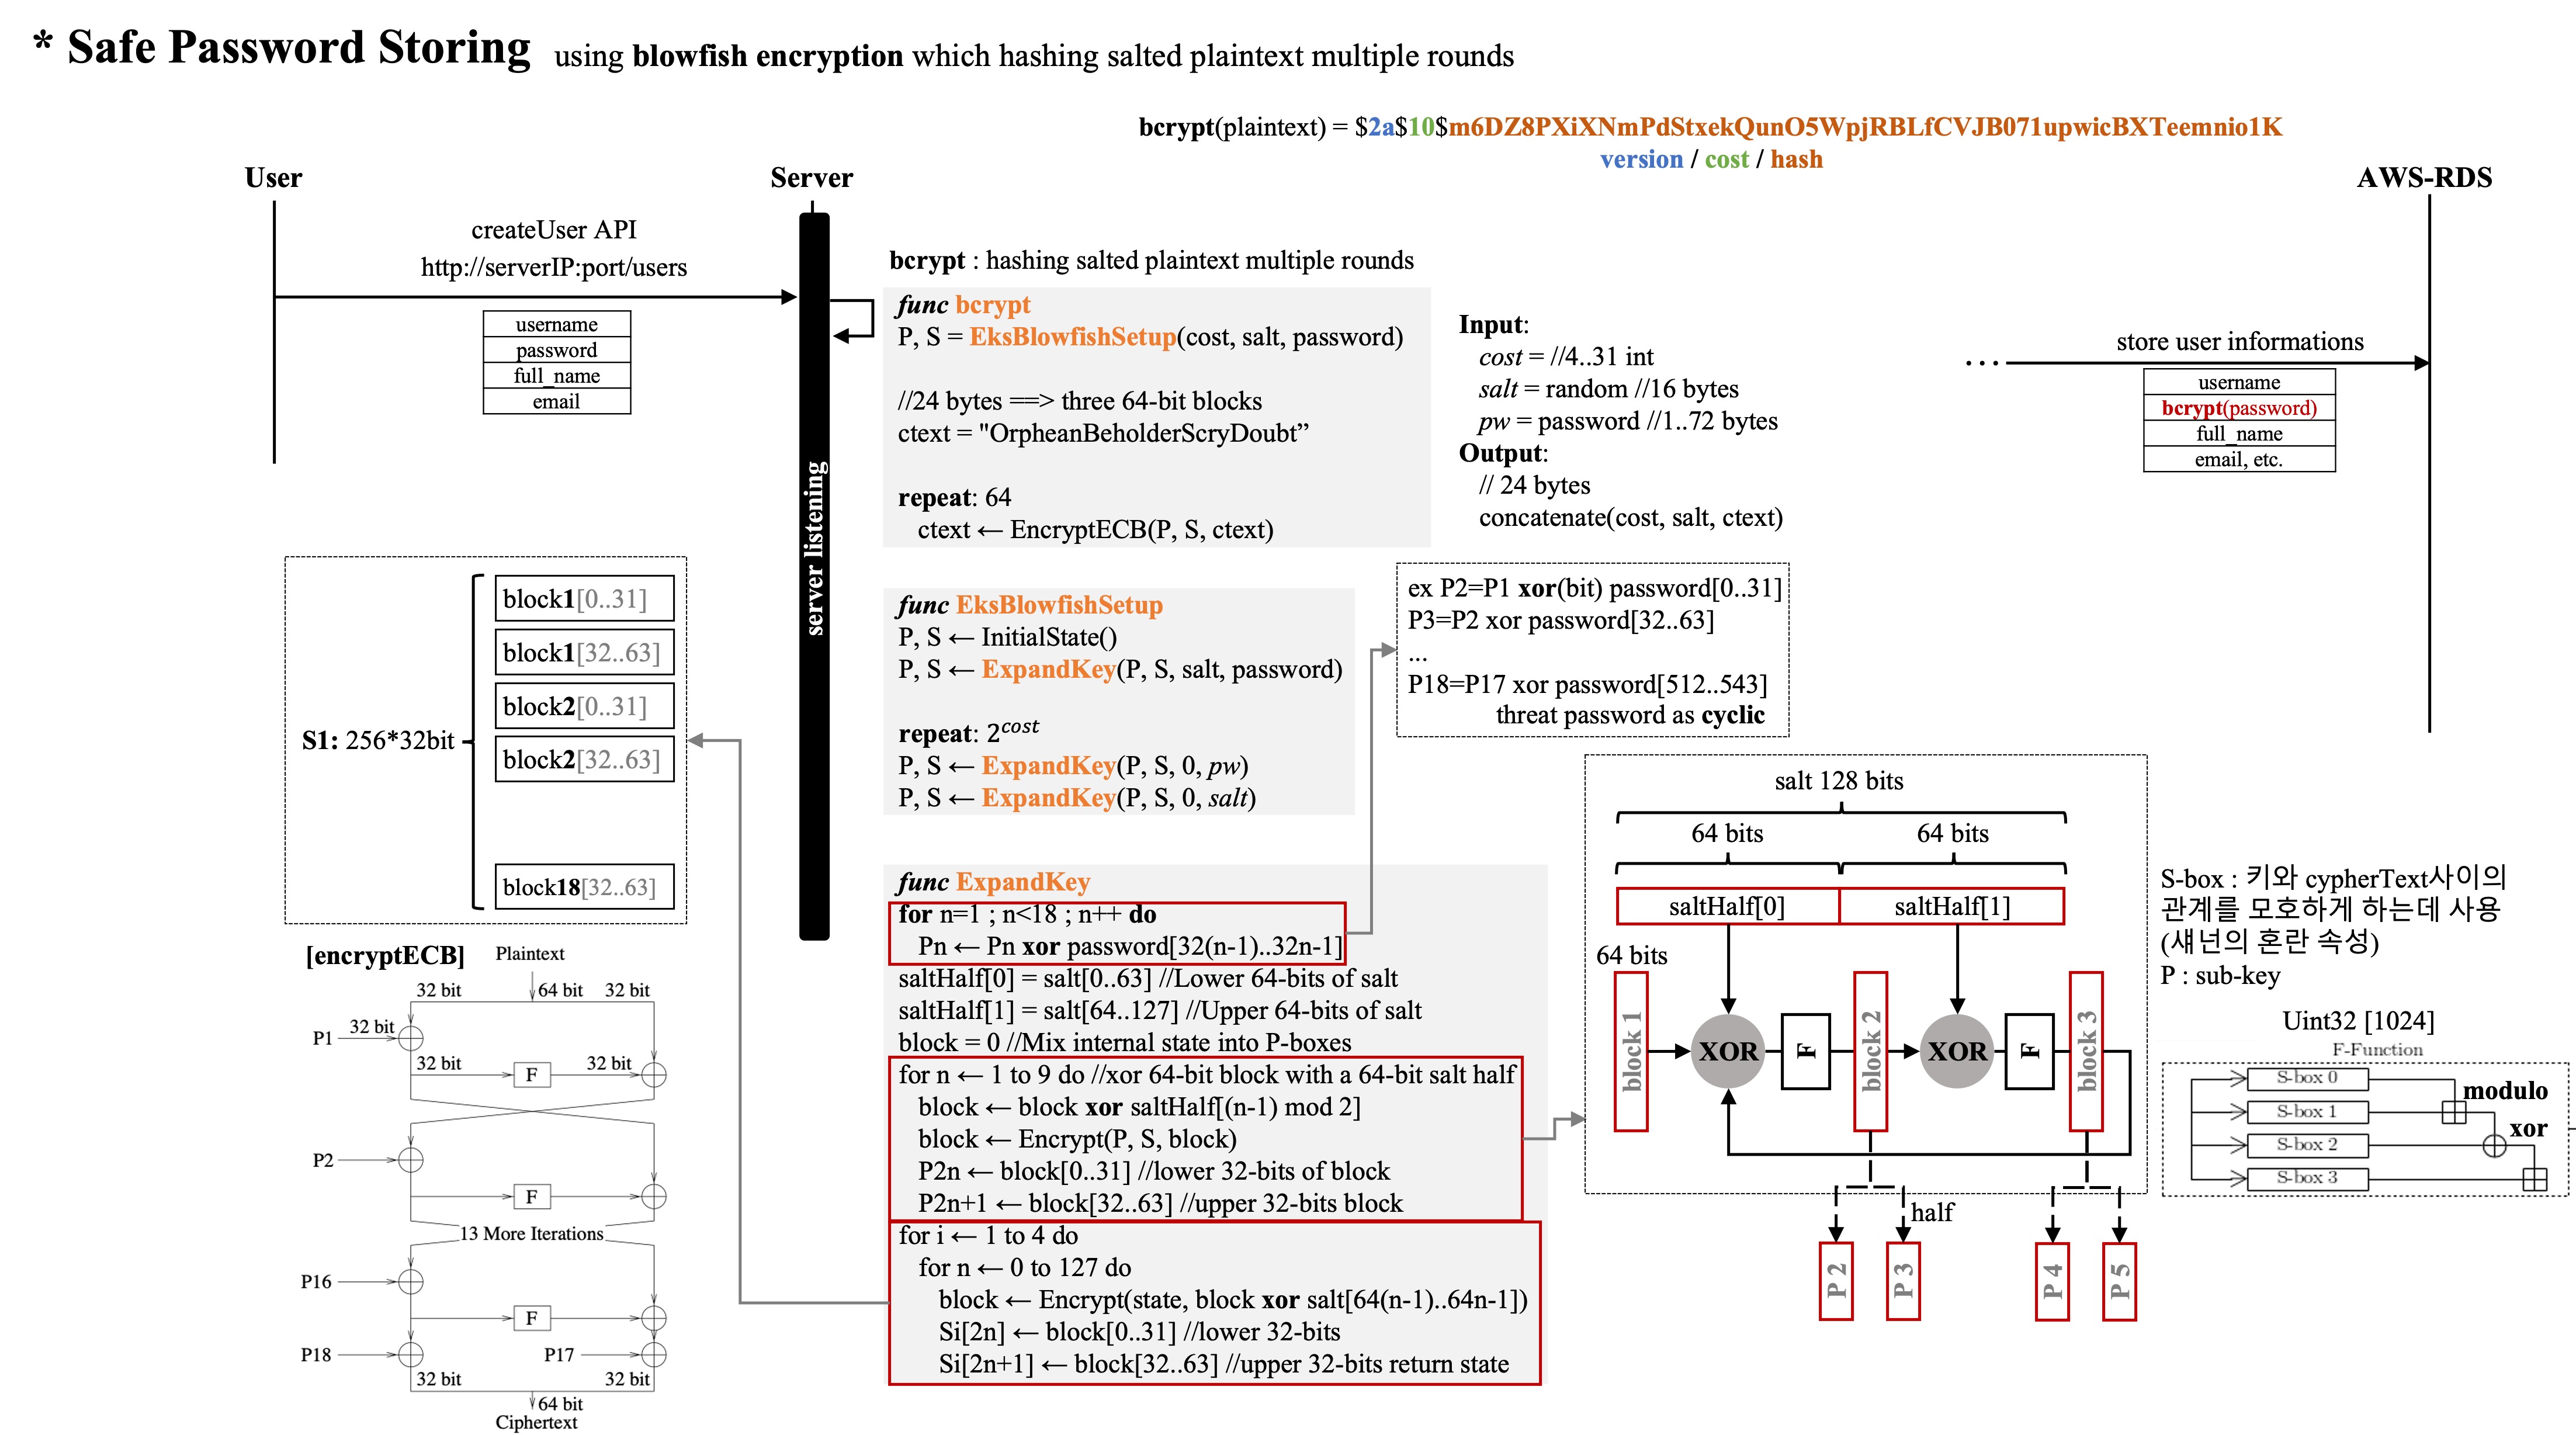 * Safe Password Storing using blowfish encryption which hashing salted plaintext multiple rounds
bcrypt(plaintext) = $2a$10$m6DZ8PXiXNmPdStxekQunO5WpjRBLfCVJB071upwicBXTeemnio1K
version / cost / hash
User
Server
AWS-RDS
createUser API
http://serverIP:port/users
username
password
full_name
email
server listening
bcrypt : hashing salted plaintext multiple rounds
func bcrypt
P, S = EksBlowfishSetup(cost, salt, password)
//24 bytes ==> three 64-bit blocks
ctext = "OrpheanBeholderScryDoubt”
repeat: 64
ctext ← EncryptECB(P, S, ctext)
Input:
cost = //4..31 int
salt = random //16 bytes
pw = password //1..72 bytes
Output:
// 24 bytes
concatenate(cost, salt, ctext)
... store user informations
username
bcrypt(password)
full_name
email, etc.
func EksBlowfishSetup
P, S ← InitialState()
P, S ← ExpandKey(P, S, salt, password)
repeat: 2^cost
P, S ← ExpandKey(P, S, 0, pw)
P, S ← ExpandKey(P, S, 0, salt)
ex P2=P1 xor(bit) password[0..31]
P3=P2 xor password[32..63]
...
P18=P17 xor password[512..543]
threat password as cyclic
S1: 256*32bit
block1[0..31]
block1[32..63]
block2[0..31]
block2[32..63]
block18[32..63]
func ExpandKey
for n=1 ; n<18 ; n++ do
Pn ← Pn xor password[32(n-1)..32n-1]
saltHalf[0] = salt[0..63] //Lower 64-bits of salt
saltHalf[1] = salt[64..127] //Upper 64-bits of salt
block = 0 //Mix internal state into P-boxes
for n ← 1 to 9 do //xor 64-bit block with a 64-bit salt half
block ← block xor saltHalf[(n-1) mod 2]
block ← Encrypt(P, S, block)
P2n ← block[0..31] //lower 32-bits of block
P2n+1 ← block[32..63] //upper 32-bits block
for i ← 1 to 4 do
for n ← 0 to 127 do
block ← Encrypt(state, block xor salt[64(n-1)..64n-1])
Si[2n] ← block[0..31] //lower 32-bits
Si[2n+1] ← block[32..63] //upper 32-bits return state
[encryptECB]
Plaintext
32 bit
64 bit
32 bit
P1
32 bit
32 bit
F
32 bit
P2
F
13 More Iterations
P16
F
P18
P17
32 bit
32 bit
64 bit
Ciphertext
salt 128 bits
64 bits
64 bits
saltHalf[0]
saltHalf[1]
64 bits
block 1
XOR
F
block 2
XOR
F
block 3
half
P 2
P 3
P 4
P 5
S-box : 키와 cypherText사이의
관계를 모호하게 하는데 사용
(섀넌의 혼란 속성)
P : sub-key
Uint32 [1024]
F-Function
S-box 0
modulo
S-box 1
xor
S-box 2
S-box 3